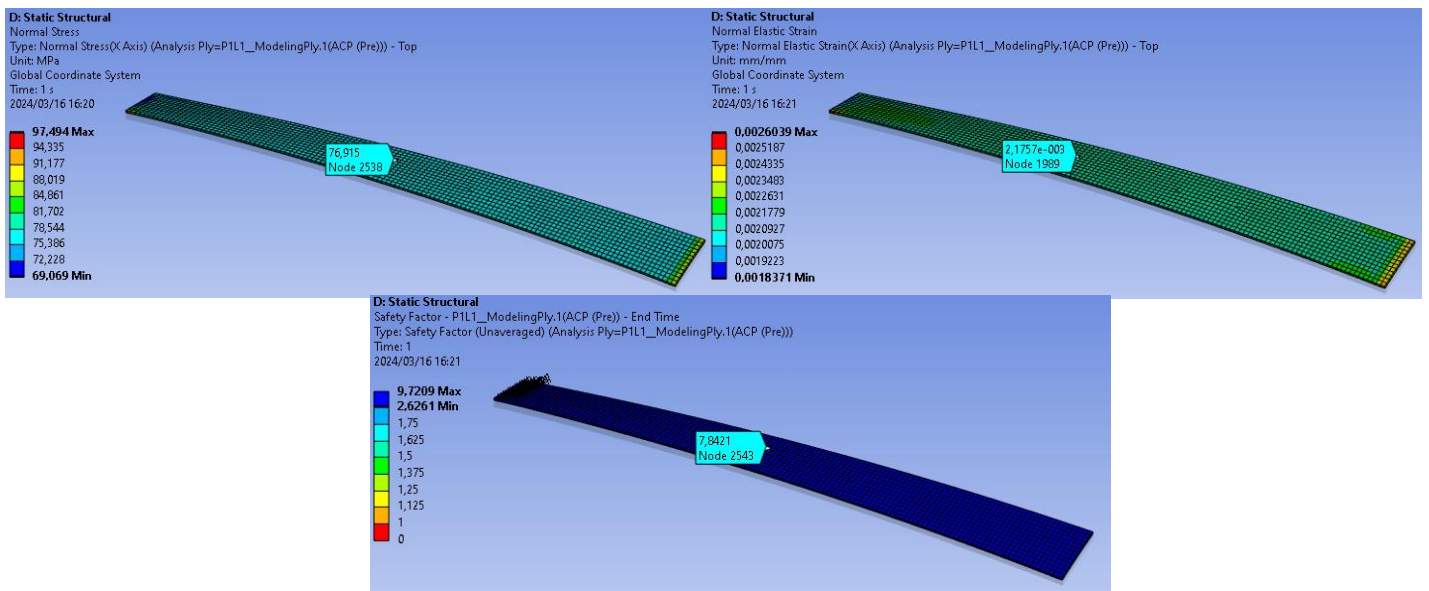 D: Static Structural
Normal Stress
Type: Normal Stress(X Axis) (Analysis Ply=P1L1__ModelingPly.1(ACP (Pre))) - Top
Unit: MPa
Global Coordinate System
Time: 1 s
2024/03/16 16:20
97,494 Max
94,335
91,177
88,019
84,861
81,702
78,544
75,386
72,228
69,069 Min
76,915
Node 2538
D: Static Structural
Normal Elastic Strain
Type: Normal Elastic Strain(X Axis) (Analysis Ply=P1L1__ModelingPly.1(ACP (Pre))) - Top
Unit: mm/mm
Global Coordinate System
Time: 1 s
2024/03/16 16:21
0,0026039 Max
0,0025187
0,0024335
0,0023483
0,0022631
0,0021779
0,0020927
0,0020075
0,0019223
0,0018371 Min
2,1757e-003
Node 1989
D: Static Structural
Safety Factor - P1L1__ModelingPly.1(ACP (Pre)) - End Time
Type: Safety Factor (Unaveraged) (Analysis Ply=P1L1__ModelingPly.1(ACP (Pre)))
Time: 1
2024/03/16 16:21
9,7209 Max
2,6261 Min
1,75
1,625
1,5
1,375
1,25
1,125
1
0
7,8421
Node 2543